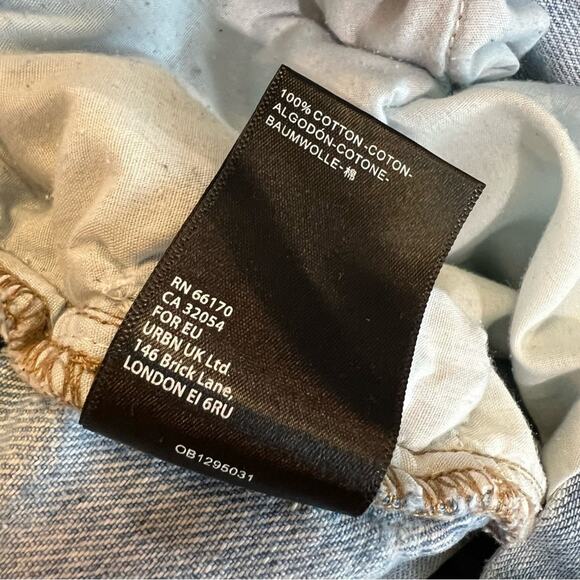 100% COTTON-COTON-
ALGODÓN-COTONE-
BAUMWOLLE-棉
RN 66170
CA 32054
FOR EU
URBN UK Ltd.
146 Brick Lane,
LONDON EI 6RU
OB1295031